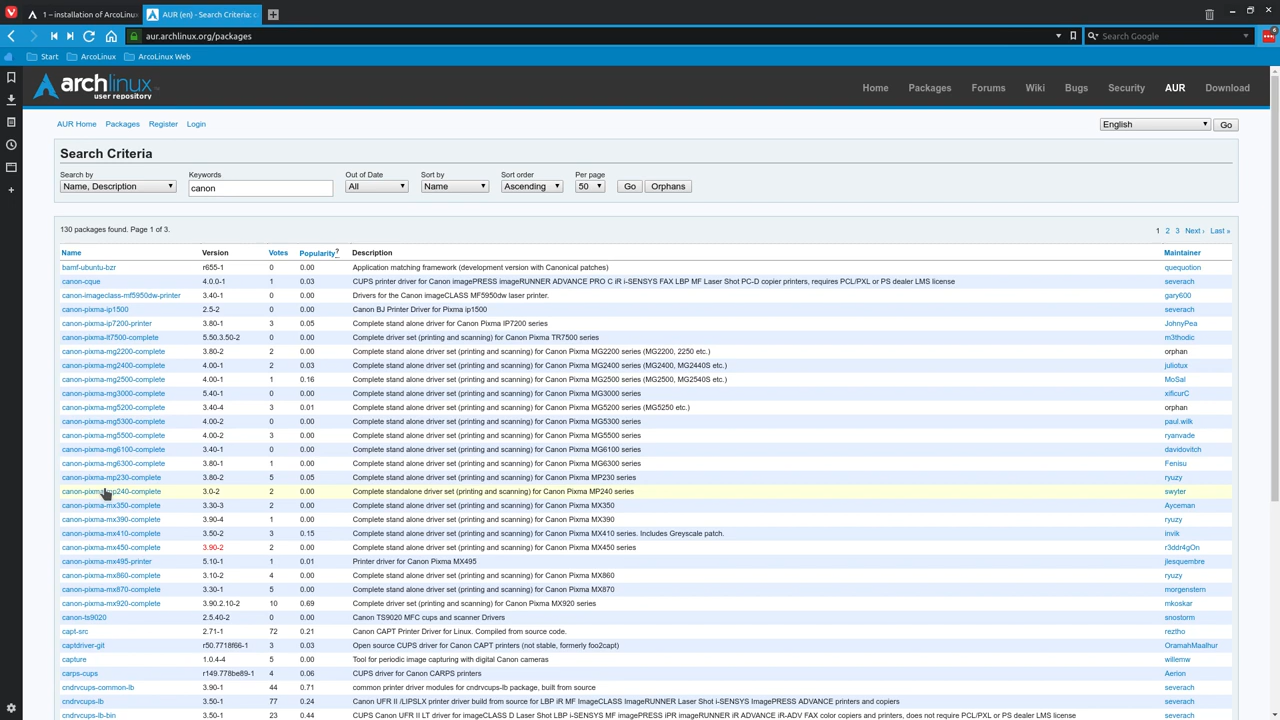 1 – installation of ArcoLinux
AUR (en) - Search Criteria: c
aur.archlinux.org/packages
Search Google
6
Start
ArcoLinux
ArcoLinux Web
archlinux
user repository
Home
Packages
Forums
Wiki
Bugs
Security
AUR
Download
AUR Home
Packages
Register
Login
English
Go
Search Criteria
Search by
Keywords
Out of Date
Sort by
Sort order
Per page
Name, Description
canon
All
Name
Ascending
50
Go
Orphans
130 packages found. Page 1 of 3.
1 2 3 Next › Last »
Name Version Votes Popularity? Description Maintainer
bamf-ubuntu-bzr r655-1 0 0.00 Application matching framework (development version with Canonical patches) quequotion
canon-cque 4.0.0-1 1 0.03 CUPS printer driver for Canon imagePRESS imageRUNNER ADVANCE PRO C iR i-SENSYS FAX LBP MF Laser Shot PC-D copier printers, requires PCL/PXL or PS dealer LMS license severach
canon-imageclass-mf5950dw-printer 3.40-1 0 0.00 Drivers for the Canon imageCLASS MF5950dw laser printer. gary600
canon-pixma-ip1500 2.5-2 0 0.00 Canon BJ Printer Driver for Pixma ip1500 severach
canon-pixma-ip7200-printer 3.80-1 3 0.05 Complete stand alone driver for Canon Pixma IP7200 series JohnyPea
canon-pixma-it7500-complete 5.50,3.50-2 0 0.00 Complete driver set (printing and scanning) for Canon Pixma TR7500 series m3thodic
canon-pixma-mg2200-complete 3.80-2 2 0.00 Complete stand alone driver set (printing and scanning) for Canon Pixma MG2200 series (MG2200, 2250 etc.) orphan
canon-pixma-mg2400-complete 4.00-1 2 0.03 Complete stand alone driver set (printing and scanning) for Canon Pixma MG2400 series (MG2400, MG2440S etc.) juliotux
canon-pixma-mg2500-complete 4.00-1 1 0.16 Complete stand alone driver set (printing and scanning) for Canon Pixma MG2500 series (MG2500, MG2540S etc.) MoSal
canon-pixma-mg3000-complete 5.40-1 0 0.00 Complete stand alone driver set (printing and scanning) for Canon Pixma MG3000 series xificurC
canon-pixma-mg5200-complete 3.40-4 3 0.01 Complete stand alone driver set (printing and scanning) for Canon Pixma MG5200 (MG5250 etc.) orphan
canon-pixma-mg5300-complete 4.00-2 0 0.00 Complete stand alone driver set (printing and scanning) for Canon Pixma MG5300 series paul.wilk
canon-pixma-mg5500-complete 4.00-2 3 0.00 Complete stand alone driver set (printing and scanning) for Canon Pixma MG5500 series ryanvade
canon-pixma-mg6100-complete 3.40-1 0 0.00 Complete stand alone driver set (printing and scanning) for Canon Pixma MG6100 series davidovitch
canon-pixma-mg6300-complete 3.80-1 1 0.00 Complete stand alone driver set (printing and scanning) for Canon Pixma MG6300 series Fenisu
canon-pixma-mp230-complete 3.80-2 5 0.05 Complete stand alone driver set (printing and scanning) for Canon Pixma MP230 series ryuzy
canon-pixma-mp240-complete 3.0-2 2 0.00 Complete standalone driver set (printing and scanning) for Canon Pixma MP240 series swyter
canon-pixma-mx350-complete 3.30-3 2 0.00 Complete stand alone driver set (printing and scanning) for Canon Pixma MX350 Ayceman
canon-pixma-mx390-complete 3.90-4 1 0.00 Complete stand alone driver set (printing and scanning) for Canon Pixma MX390 ryuzy
canon-pixma-mx410-complete 3.50-2 3 0.15 Complete stand alone driver set (printing and scanning) for Canon Pixma MX410 series. Includes Greyscale patch. invik
canon-pixma-mx450-complete 3.90-2 2 0.00 Complete stand alone driver set (printing and scanning) for Canon Pixma MX450 series r3ddr4gOn
canon-pixma-mx495-printer 5.10-1 1 0.01 Printer driver for Canon Pixma MX495 jlesquembre
canon-pixma-mx860-complete 3.10-2 4 0.00 Complete stand alone driver set (printing and scanning) for Canon Pixma MX860 ryuzy
canon-pixma-mx870-complete 3.30-1 5 0.00 Complete stand alone driver set (printing and scanning) for Canon Pixma MX870 morgenstern
canon-pixma-mx920-complete 3.90.2.10-2 10 0.69 Complete driver set (printing and scanning) for Canon Pixma MX920 series mkoskar
canon-ts9020 2.5.40-2 0 0.00 Canon TS9020 MFC cups and scanner Drivers snostorm
capt-src 2.71-1 72 0.21 Canon CAPT Printer Driver for Linux. Compiled from source code. reztho
captdriver-git r50.7718f66-1 3 0.03 Open source CUPS driver for Canon CAPT printers (not stable, formerly foo2capt) OramahMaalhur
capture 1.0.4-4 5 0.00 Tool for periodic image capturing with digital Canon cameras willemw
carps-cups r149.778be89-1 4 0.06 CUPS driver for Canon CARPS printers Aerion
cndrvcups-common-lb 3.90-1 44 0.71 common printer driver modules for cndrvcups-lb package, built from source severach
cndrvcups-lb 3.50-1 77 0.24 Canon UFR II /LIPSLX printer driver build from source for LBP iR MF ImageCLASS ImageRUNNER Laser Shot i-SENSYS ImagePRESS ADVANCE printers and copiers severach
cndrvcups-lb-bin 3.50-1 23 0.44 CUPS Canon UFR II LT driver for imageCLASS D Laser Shot LBP i-SENSYS MF imagePRESS iPR imageRUNNER iR ADVANCE iR-ADV FAX color copiers and printers, does not require PCL/PXL or PS dealer LMS license severach